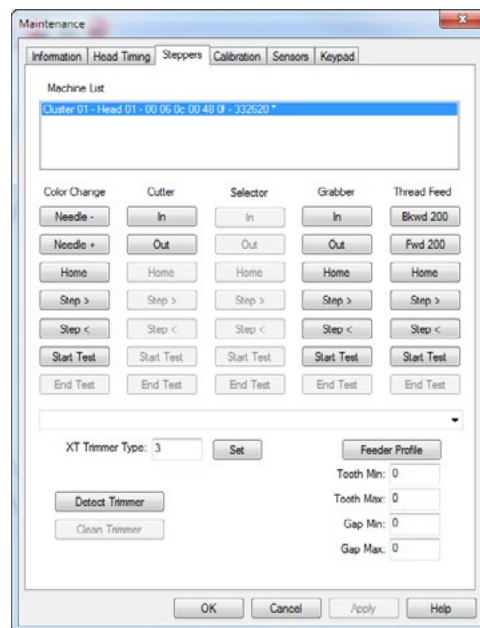 Maintenance
Information Head Timing Steppers Calibration Sensors Keypad
Machine List
Cluster 01 - Head 01 - 00 06 0c 00 48 0f - 332620 *
Color Change Cutter Selector Grabber Thread Feed
Needle - In In In Bkwd 200
Needle + Out Out Out Fwd 200
Home Home Home Home Home
Step > Step > Step > Step > Step >
Step < Step < Step < Step < Step <
Start Test Start Test Start Test Start Test Start Test
End Test End Test End Test End Test End Test
XT Trimmer Type: 3 Set Feeder Profile
Tooth Min: 0
Detect Trimmer Tooth Max: 0
Clean Trimmer Gap Min: 0
Gap Max: 0
OK Cancel Apply Help